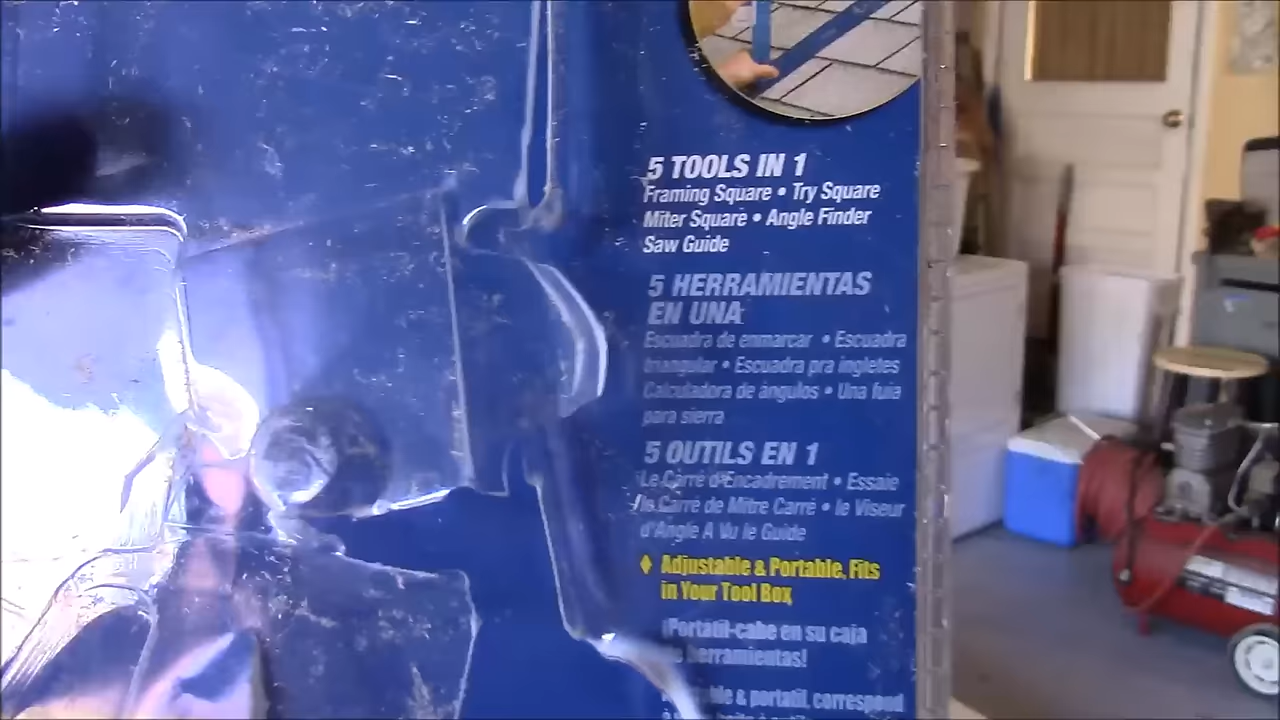 5 TOOLS IN 1
Framing Square • Try Square
Miter Square • Angle Finder
Saw Guide
5 HERRAMIENTAS
EN UNA
Escuadra de enmarcar • Escuadra
triangular • Escuadra pra ingletes
Calculadora de ángulos • Una fuia
para sierra
5 OUTILS EN 1
Le Carré d'Encadrement • Essaie
le Carré de Mitre Carré • le Viseur
d'Angle A Vu le Guide
♦ Adjustable & Portable, Fits
in Your Tool Box,
¡Portatil-cabe en su caja
herramientas!
& portatil, correspond